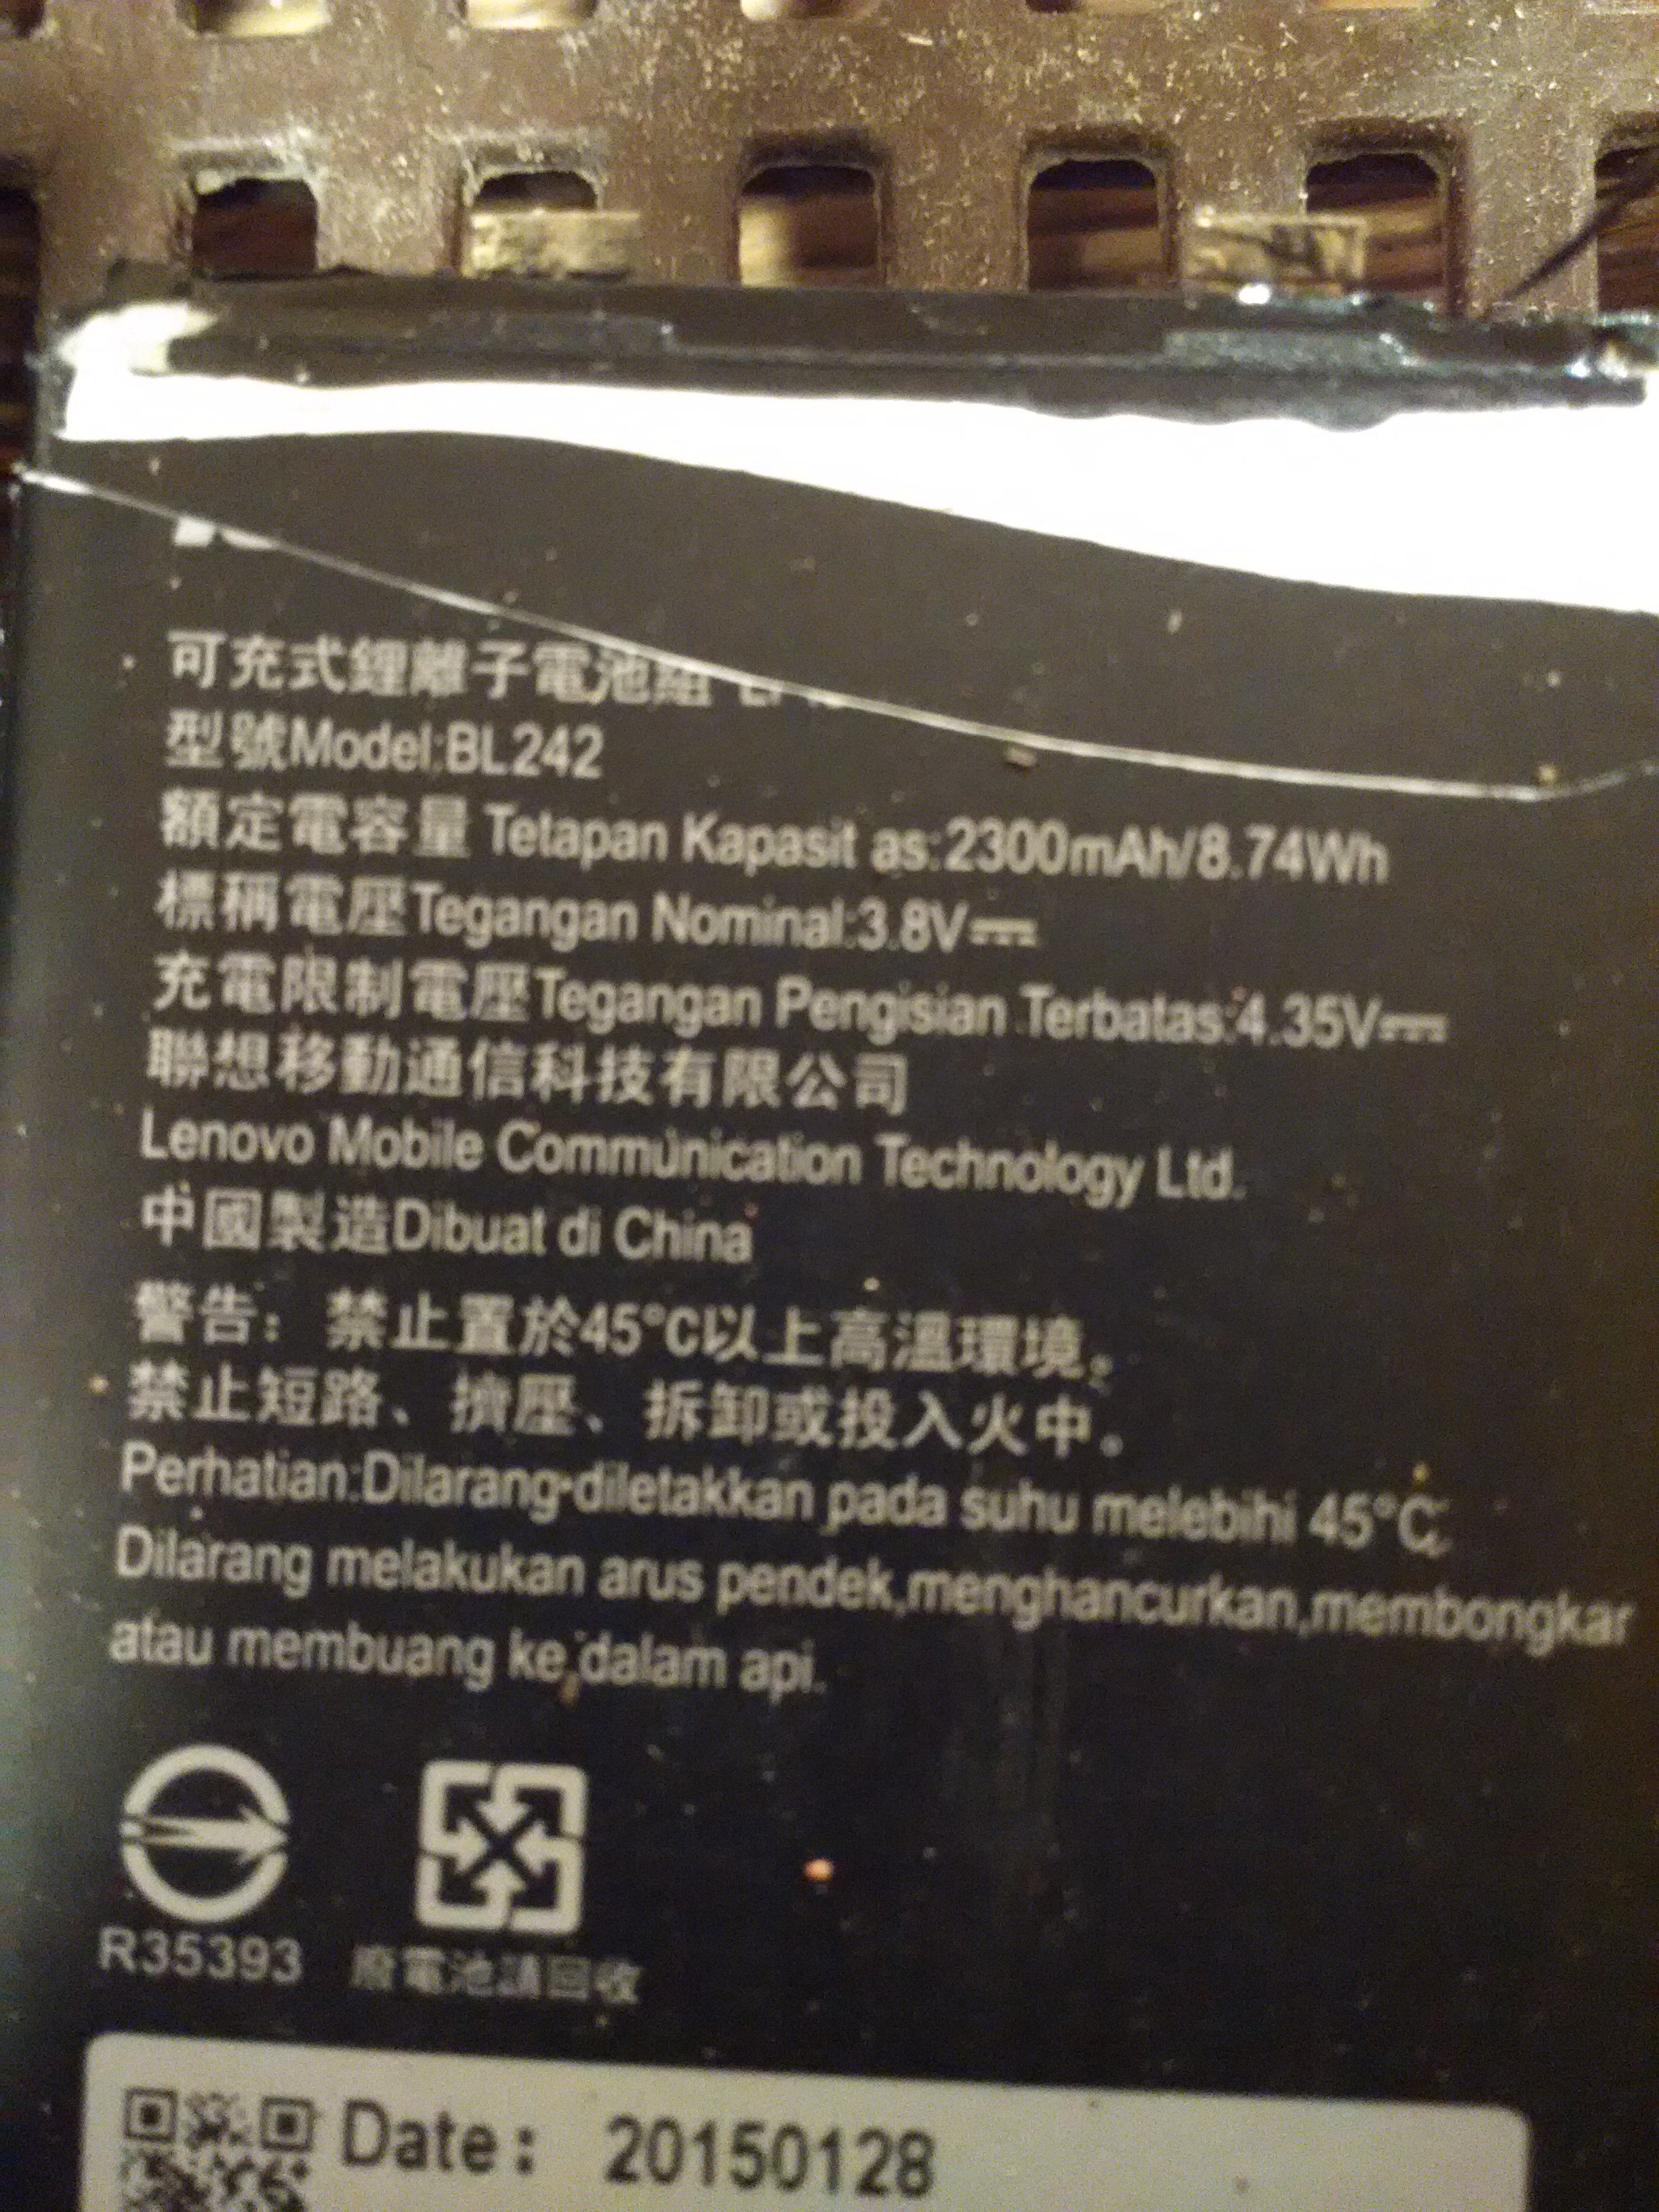 可充式鋰離子電池組
型號Model:BL242
額定電容量 Tetapan Kapasit as:2300mAh/8.74Wh
標稱電壓Tegangan Nominal:3.8V⎓
充電限制電壓Tegangan Pengisian Terbatas:4.35V⎓
聯想移動通信科技有限公司
Lenovo Mobile Communication Technology Ltd.
中國製造Dibuat di China
警告：禁止置於45°C以上高溫環境。
禁止短路、擠壓、拆卸或投入火中。
Perhatian:Dilarang diletakkan pada suhu melebihi 45°C.
Dilarang melakukan arus pendek,menghancurkan,membongkar
atau membuang ke dalam api.
R35393
廢電池請回收
Date: 20150128